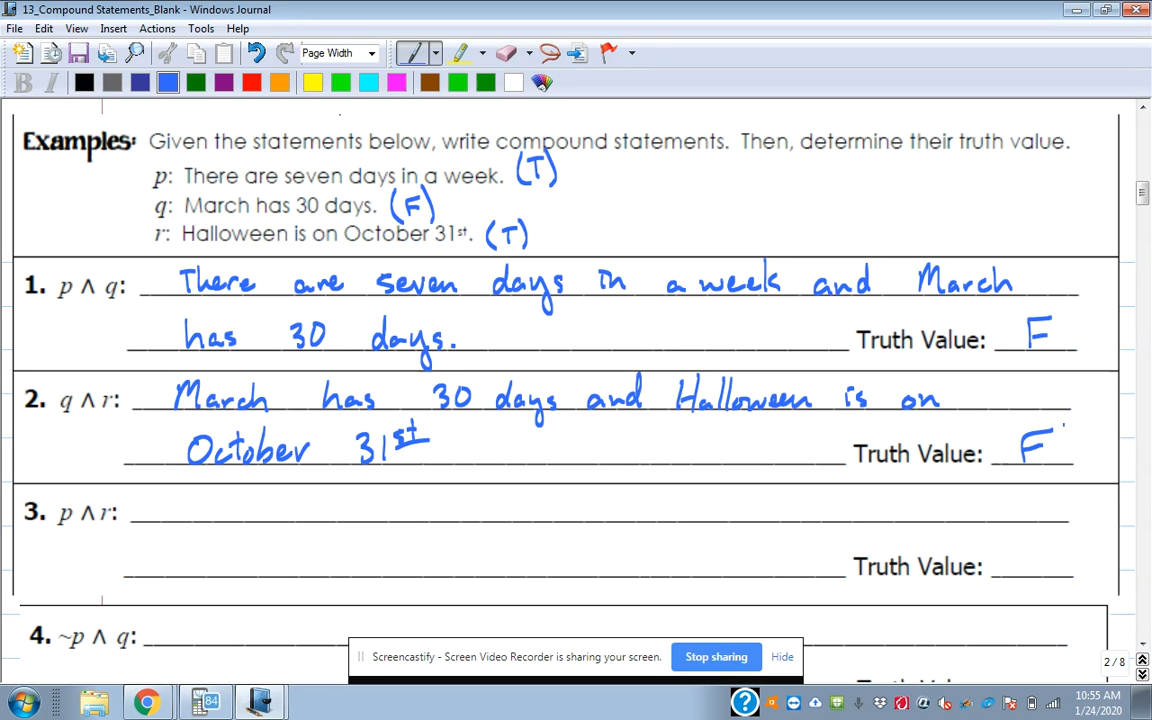 13_Compound Statements_Blank - Windows Journal
File Edit View Insert Actions Tools Help
Page Width
B I
Examples: Given the statements below, write compound statements. Then, determine their truth value.
p: There are seven days in a week. (T)
q: March has 30 days. (F)
r: Halloween is on October 31st. (T)
1. p ∧ q: There are seven days in a week and March
has 30 days. Truth Value: F
2. q ∧ r: March has 30 days and Halloween is on
October 31st Truth Value: F
3. p ∧ r:
Truth Value:
4. ~p ∧ q:
Screencastify - Screen Video Recorder is sharing your screen. Stop sharing Hide
2 / 8
84
10:55 AM
1/24/2020